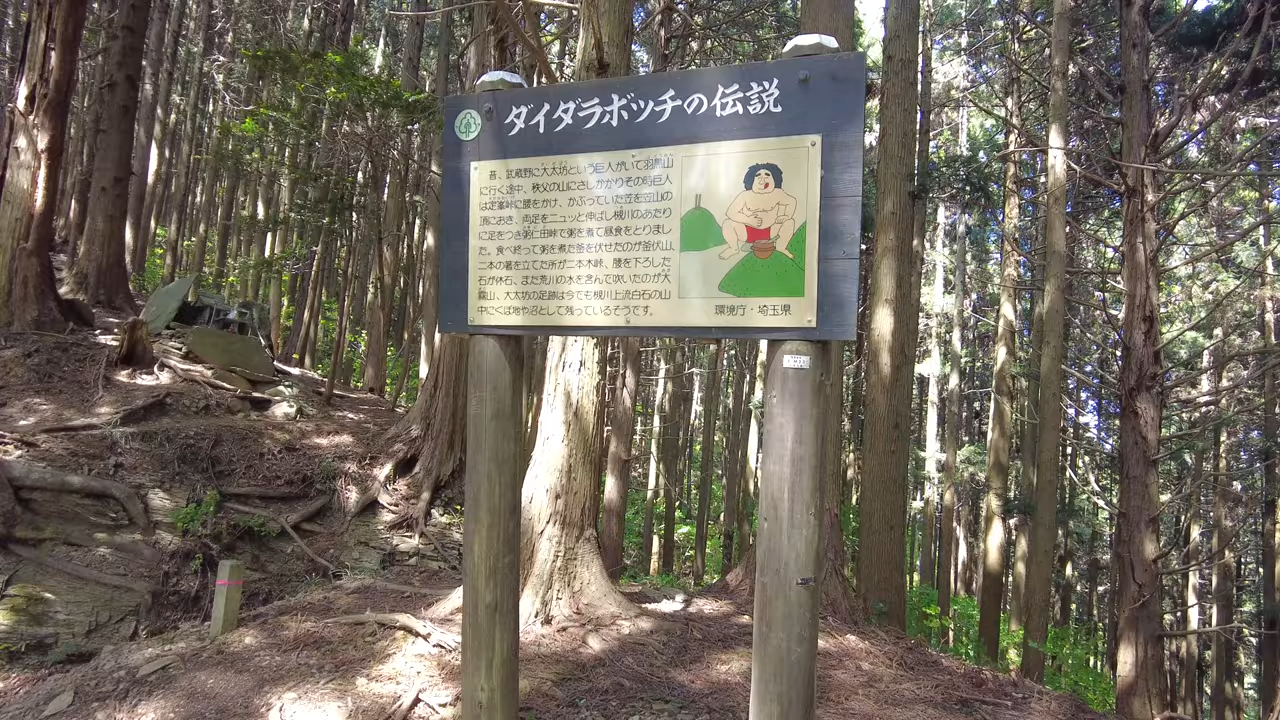 ダイダラボッチの伝説
昔、武蔵野に大太坊という巨人がいて羽黒山
に行く途中、秩父の山にさしかかりその時巨人
は定峯峠に腰をかけ、かぶっていた笠を笠山の
頂におき、両足をニュッと伸ばし槻川のあたり
に足をつき粥仁田峠で粥を煮て昼食をとりまし
た。食べ終って粥を煮た釜を伏せたのが釜伏山、
二本の箸を立てた所が二本木峠、腰を下ろした
石が休石、また荒川の水を含んで吹いたのが大
霧山、大太坊の足跡は今でも槻川上流白石の山
中にくぼ地や沼として残っているそうです。
環境庁・埼玉県